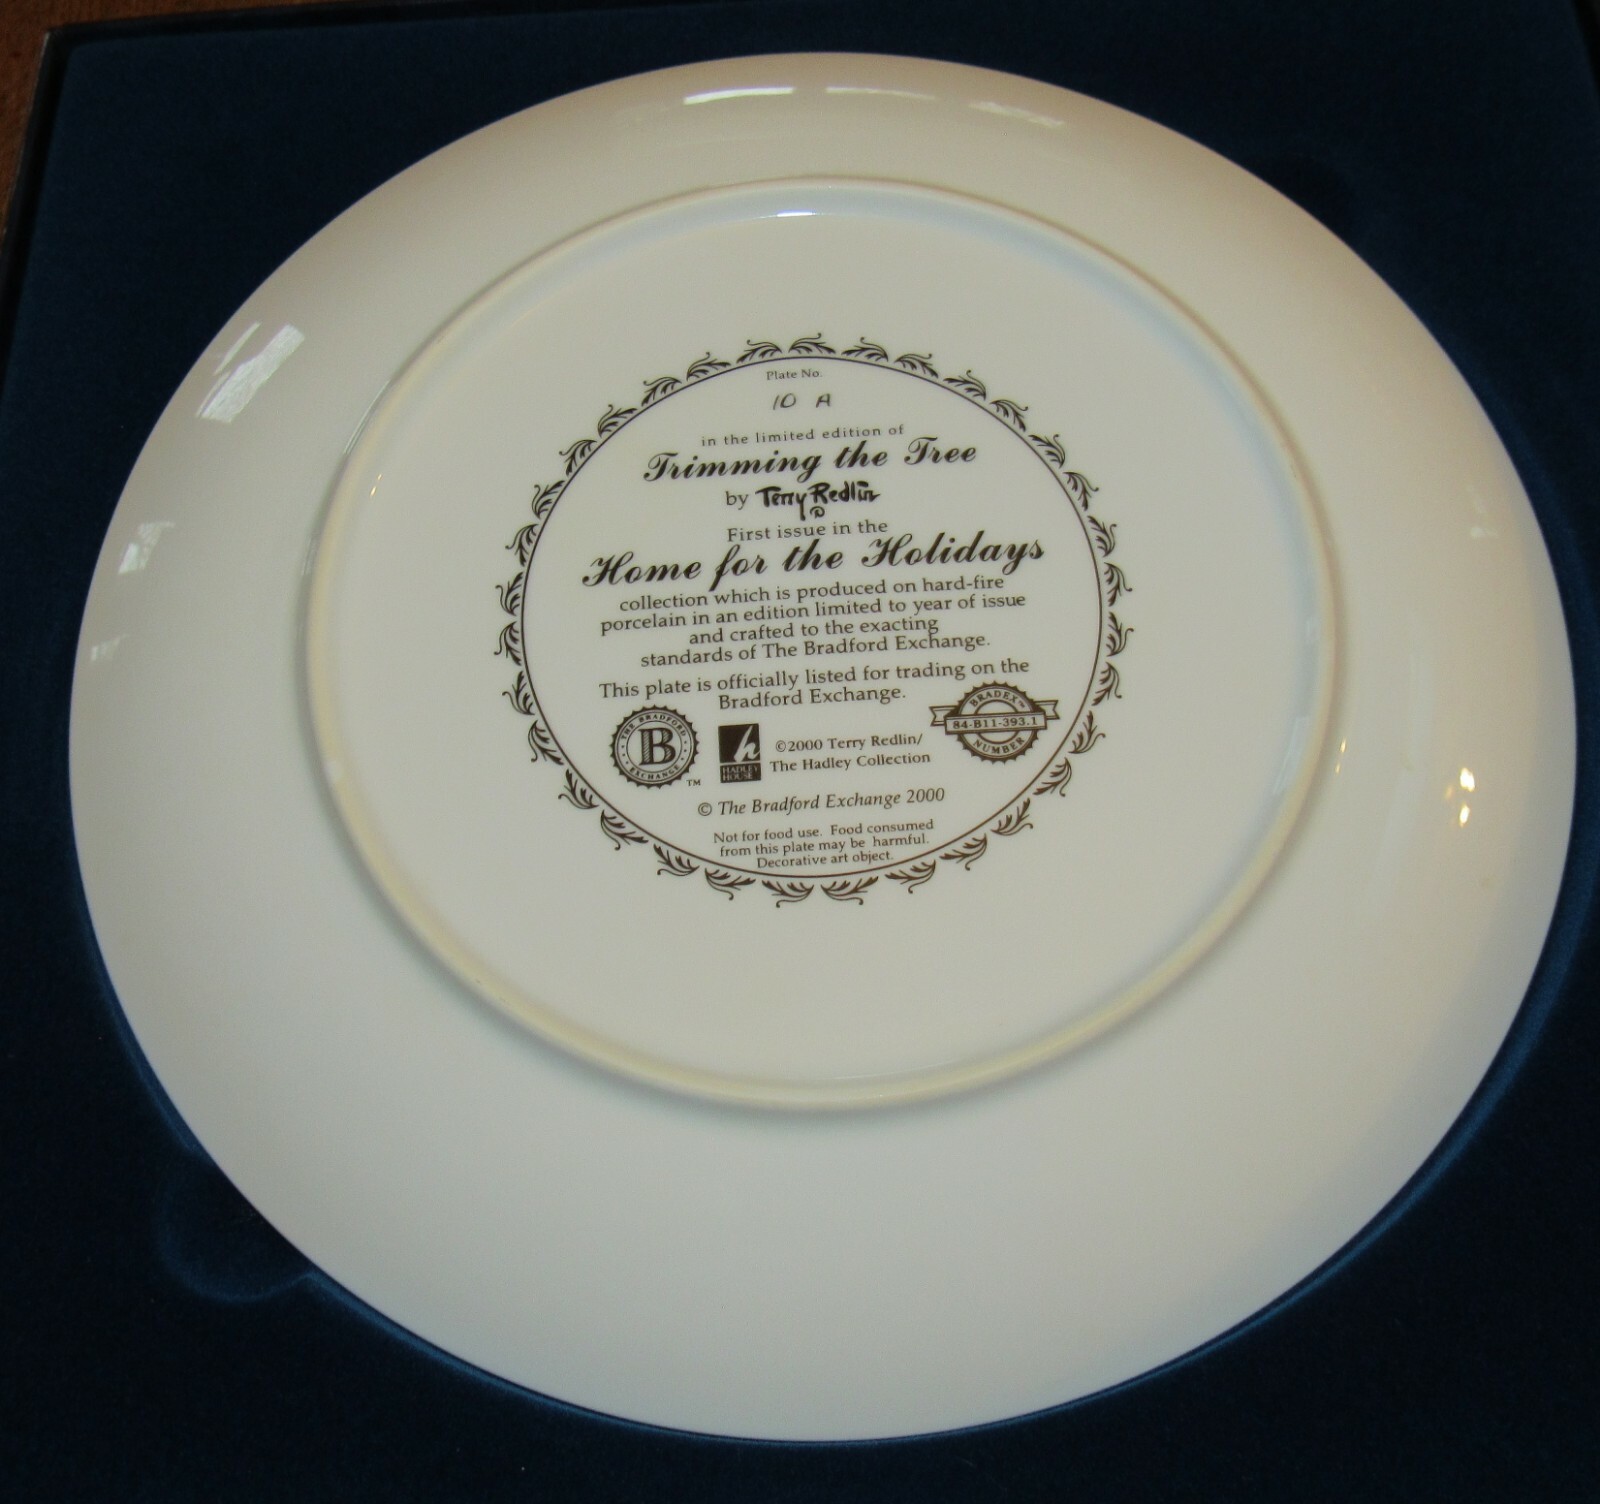 Plate No.
10 A
in the limited edition of
Trimming the Tree
by Terry Redlin
First issue in the
Home for the Holidays
collection which is produced on hard-fire
porcelain in an edition limited to year of issue
and crafted to the exacting
standards of The Bradford Exchange.
This plate is officially listed for trading on the
Bradford Exchange.
THE BRADFORD
B
EXCHANGE
TM
h
HADLEY
HOUSE
©2000 Terry Redlin/
The Hadley Collection
BRADEX™
84-B11-393.1
NUMBER
© The Bradford Exchange 2000
Not for food use. Food consumed
from this plate may be harmful.
Decorative art object.